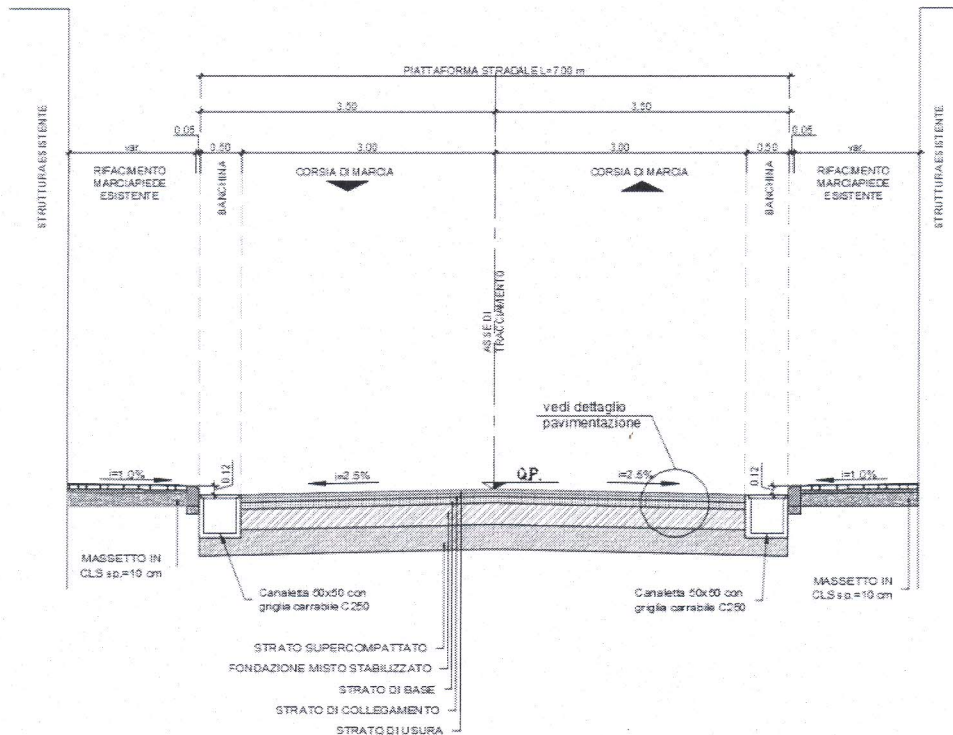 PIATTAFORMA STRADALE L=7.00 m
3.50
3.50
0.05
0.05
var.
0.50
3.00
3.00
0.50
var.
STRUTTURA ESISTENTE
RIFACIMENTO
MARCIAPIEDE
ESISTENTE
BANCHINA
CORSIA DI MARCIA
CORSIA DI MARCIA
BANCHINA
RIFACIMENTO
MARCIAPIEDE
ESISTENTE
STRUTTURA ESISTENTE
ASSE DI
TRACCIAMENTO
vedi dettaglio
pavimentazione
i=1.0%
0.12
i=2.5%
Q.P.
i=2.5%
0.12
i=1.0%
MASSETTO IN
CLS sp.=10 cm
MASSETTO IN
CLS sp.=10 cm
Canaletta 50x50 con
griglia carrabile C250
Canaletta 50x50 con
griglia carrabile C250
STRATO SUPERCOMPATTATO
FONDAZIONE MISTO STABILIZZATO
STRATO DI BASE
STRATO DI COLLEGAMENTO
STRATO DI USURA